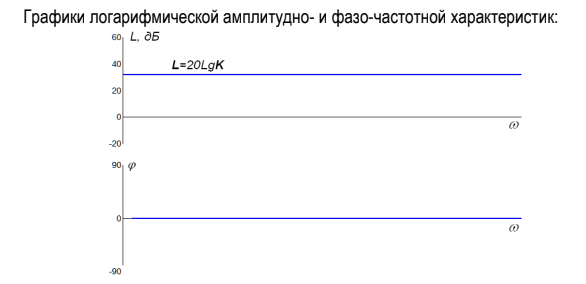 Графики логарифмической амплитудно- и фазо-частотной характеристик:
60 L, дБ
40 L=20LgK
20
0
ω
-20
90 φ
0
ω
-90